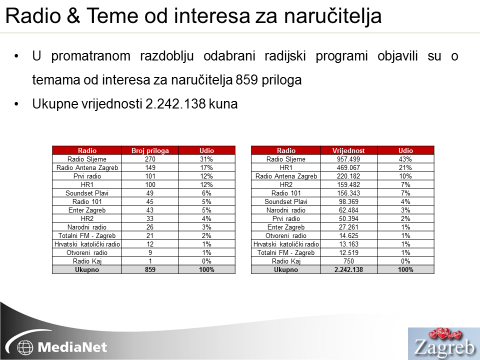 Radio & Teme od interesa za naručitelja
• U promatranom razdoblju odabrani radijski programi objavili su o
temama od interesa za naručitelja 859 priloga
• Ukupne vrijednosti 2.242.138 kuna
Radio Broj priloga Udio
Radio Sljeme 270 31%
Radio Antena Zagreb 149 17%
Prvi radio 101 12%
HR1 100 12%
Soundset Plavi 49 6%
Radio 101 45 5%
Enter Zagreb 43 5%
HR2 33 4%
Narodni radio 26 3%
Totalni FM - Zagreb 21 2%
Hrvatski katolički radio 12 1%
Otvoreni radio 9 1%
Radio Kaj 1 0%
Ukupno 859 100%
Radio Vrijednost Udio
Radio Sljeme 957.499 43%
HR1 469.067 21%
Radio Antena Zagreb 220.182 10%
HR2 159.482 7%
Radio 101 156.343 7%
Soundset Plavi 98.369 4%
Narodni radio 62.484 3%
Prvi radio 50.394 2%
Enter Zagreb 27.261 1%
Otvoreni radio 14.625 1%
Hrvatski katolički radio 13.163 1%
Totalni FM - Zagreb 12.519 1%
Radio Kaj 750 0%
Ukupno 2.242.138 100%
MediaNet
Zagreb